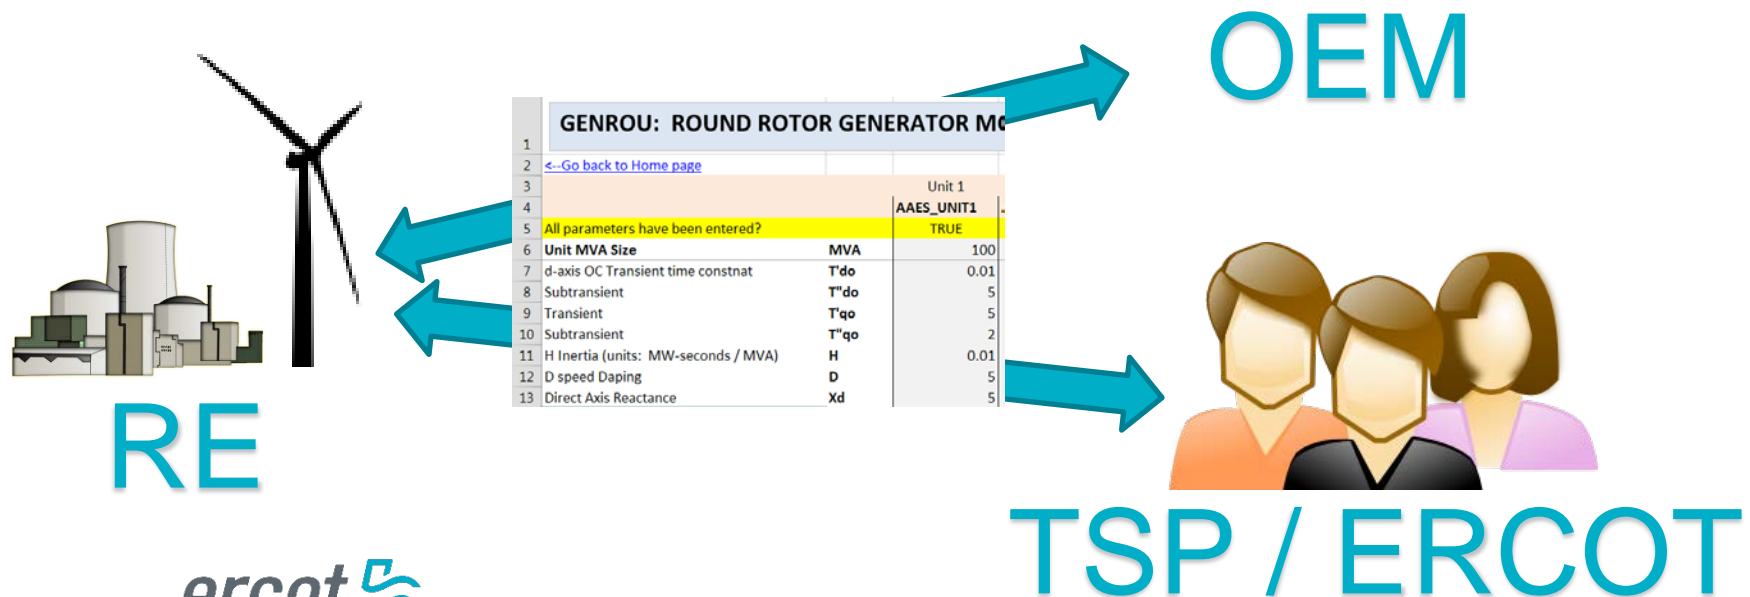 OEM
GENROU: ROUND ROTOR GENERATOR
1
2 <--Go back to Home page
3 Unit 1
4 AAES_UNIT1
5 All parameters have been entered? TRUE
6 Unit MVA Size MVA 100
7 d-axis OC Transient time constnat T'do 0.01
8 Subtransient T"do 5
9 Transient T'qo 5
10 Subtransient T"qo 2
11 H Inertia (units: MW-seconds / MVA) H 0.01
12 D speed Daping D 5
13 Direct Axis Reactance Xd 5
RE
TSP / ERCOT
ercot